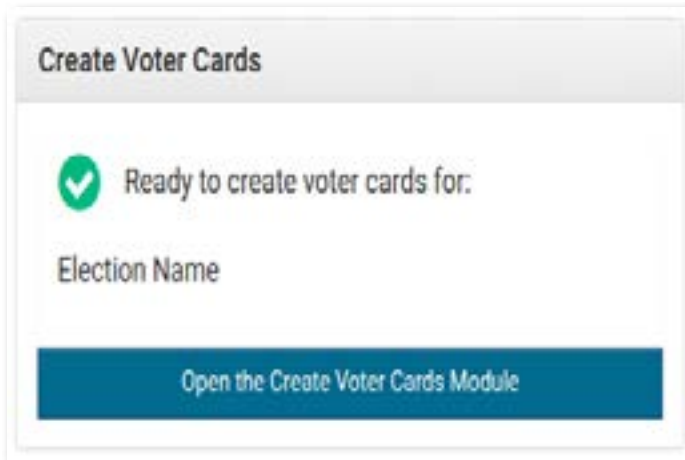 Create Voter Cards
Ready to create voter cards for:
Election Name
Open the Create Voter Cards Module